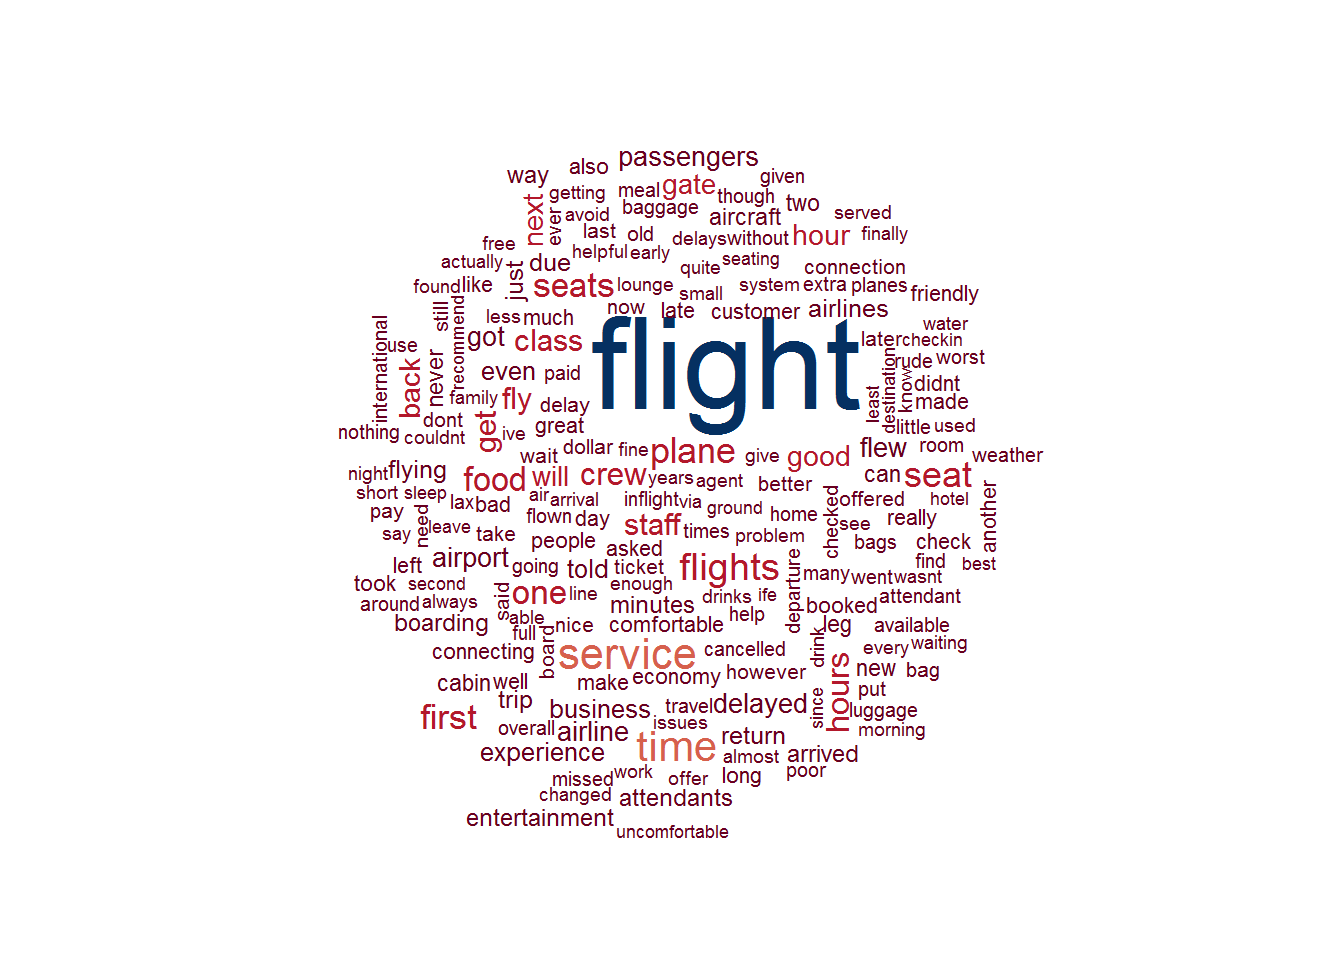 passengers
also
way
given
getting
meal
gate
though
two
next
ever
avoid
baggage
aircraft
served
last
old
delays
without
hour
finally
free
helpful
early
actually
just
due
quite
seating
connection
found
like
seats
lounge
small
system
extra
planes
friendly
still
recommend
less
much
now
late
customer
airlines
water
international
use
got
class
flight
later
checkin
never
back
even
paid
rude
worst
least
destination
know
didnt
family
fly
delay
made
nothing
dont
couldnt
get
ive
great
little
used
wait
dollar
fine
plane
give
good
flew
room
weather
night
flying
food
will
crew
years
agent
better
can
seat
short
sleep
lax
bad
air
arrival
inflight
via
ground
home
checked
offered
hotel
another
pay
need
say
leave
take
flown
day
staff
times
problem
see
really
people
asked
bags
check
left
airport
going
told
ticket
flights
departure
many
went
wasnt
find
best
took
second
said
one
line
enough
drinks
ife
attendant
around
always
able
minutes
help
booked
boarding
full
nice
comfortable
drink
leg
available
connecting
board
service
cancelled
every
waiting
cabin
well
make
economy
however
hours
new
bag
trip
business
travel
delayed
since
put
luggage
first
overall
airline
issues
return
morning
experience
time
almost
arrived
missed
work
offer
long
poor
changed
attendants
entertainment
uncomfortable